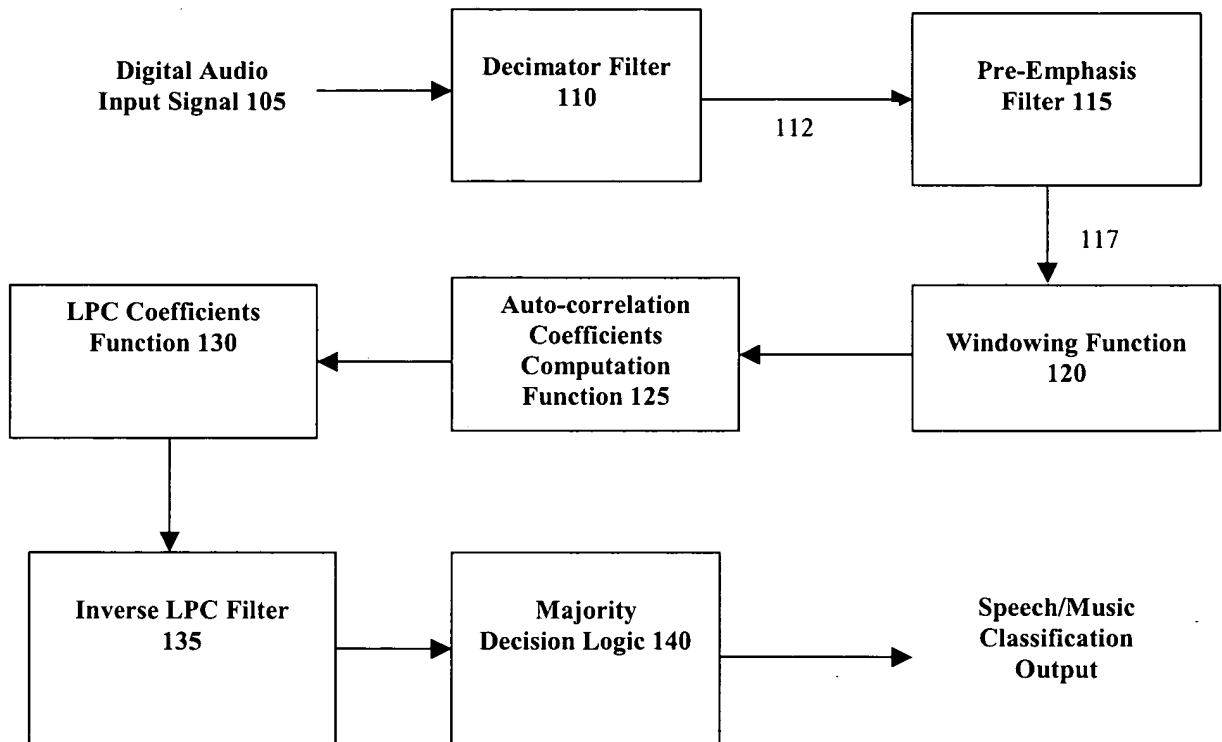 Digital Audio
Input Signal 105
Decimator Filter
110
112
Pre-Emphasis
Filter 115
117
LPC Coefficients
Function 130
Auto-correlation
Coefficients
Computation
Function 125
Windowing Function
120
Inverse LPC Filter
135
Majority
Decision Logic 140
Speech/Music
Classification
Output